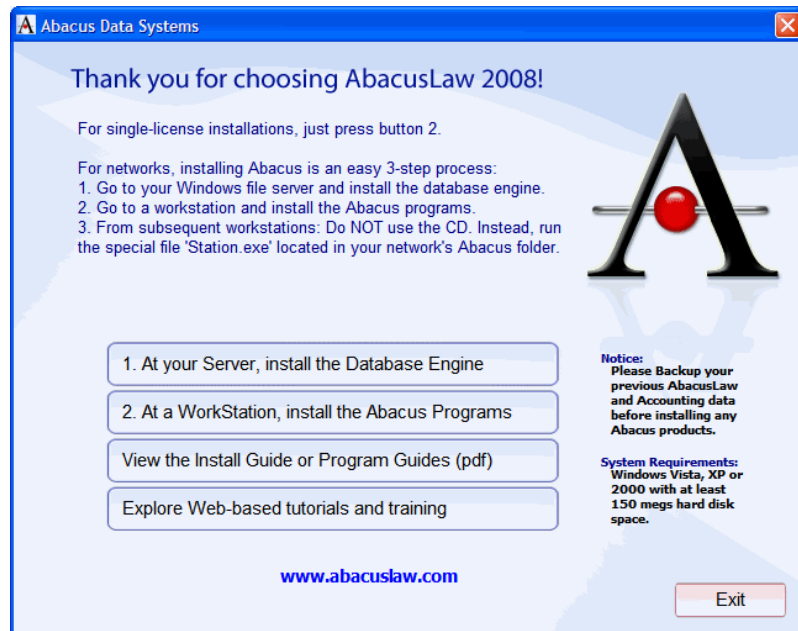 Abacus Data Systems
Thank you for choosing AbacusLaw 2008!
For single-license installations, just press button 2.
For networks, installing Abacus is an easy 3-step process:
1. Go to your Windows file server and install the database engine.
2. Go to a workstation and install the Abacus programs.
3. From subsequent workstations: Do NOT use the CD. Instead, run
the special file 'Station.exe' located in your network's Abacus folder.
1. At your Server, install the Database Engine
2. At a WorkStation, install the Abacus Programs
View the Install Guide or Program Guides (pdf)
Explore Web-based tutorials and training
Notice:
Please Backup your
previous AbacusLaw
and Accounting data
before installing any
Abacus products.
System Requirements:
Windows Vista, XP or
2000 with at least
150 megs hard disk
space.
www.abacuslaw.com
Exit